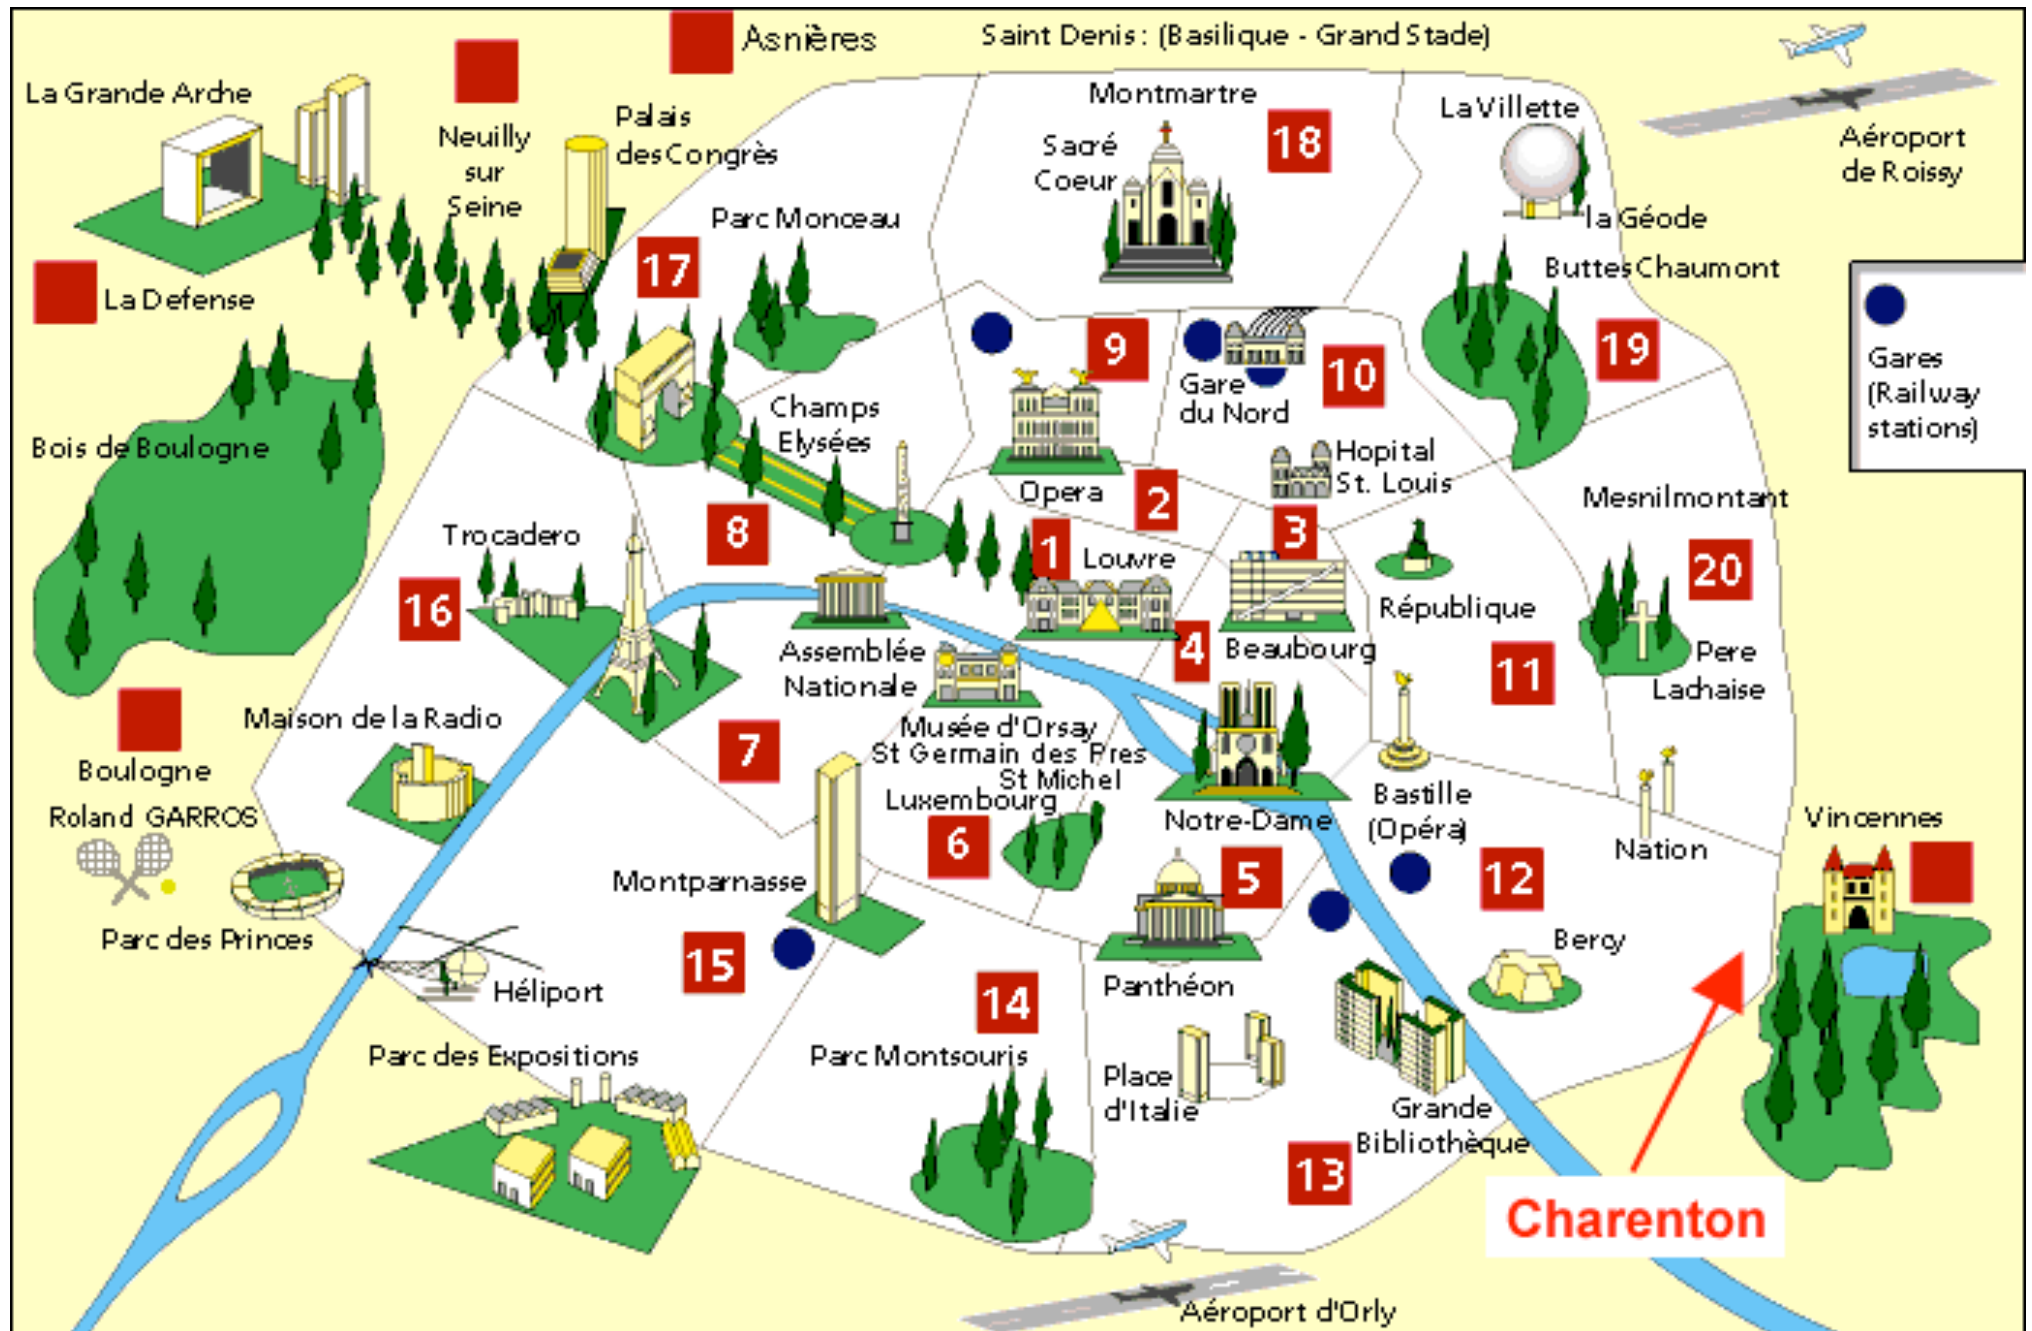 Asnières
Saint Denis : (Basilique - Grand Stade)
La Grande Arche
Neuilly
sur
Seine
Palais
des Congrès
Montmartre
Sacré
Coeur
18
La Villette
la Géode
Aéroport
de Roissy
La Defense
17
Parc Monceau
Buttes Chaumont
19
Gares
(Railway
stations)
9
Gare
du Nord
10
Champs
Elysées
Bois de Boulogne
Opera
2
Hopital
St. Louis
Mesnilmontant
Trocadero
8
1
Louvre
3
République
20
16
Assemblée
Nationale
4
Beaubourg
11
Pere
Lachaise
Boulogne
Maison de la Radio
7
Musée d'Orsay
St Germain des Pres
St Michel
Luxembourg
6
Notre-Dame
Bastille
(Opéra)
Nation
Vincennes
Roland GARROS
Parc des Princes
Montparnasse
5
12
Héliport
15
14
Panthéon
Bercy
Parc des Expositions
Parc Montsouris
Place
d'Italie
Grande
Bibliothèque
13
Charenton
Aéroport d'Orly